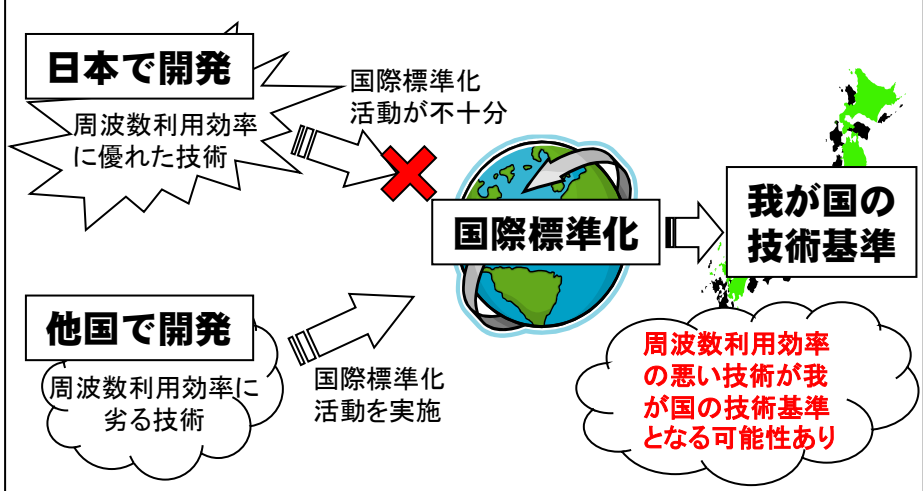 日本で開発
周波数利用効率
に優れた技術
国際標準化
活動が不十分
国際標準化
我が国の
技術基準
他国で開発
周波数利用効率に
劣る技術
国際標準化
活動を実施
周波数利用効率
の悪い技術が我
が国の技術基準
となる可能性あり